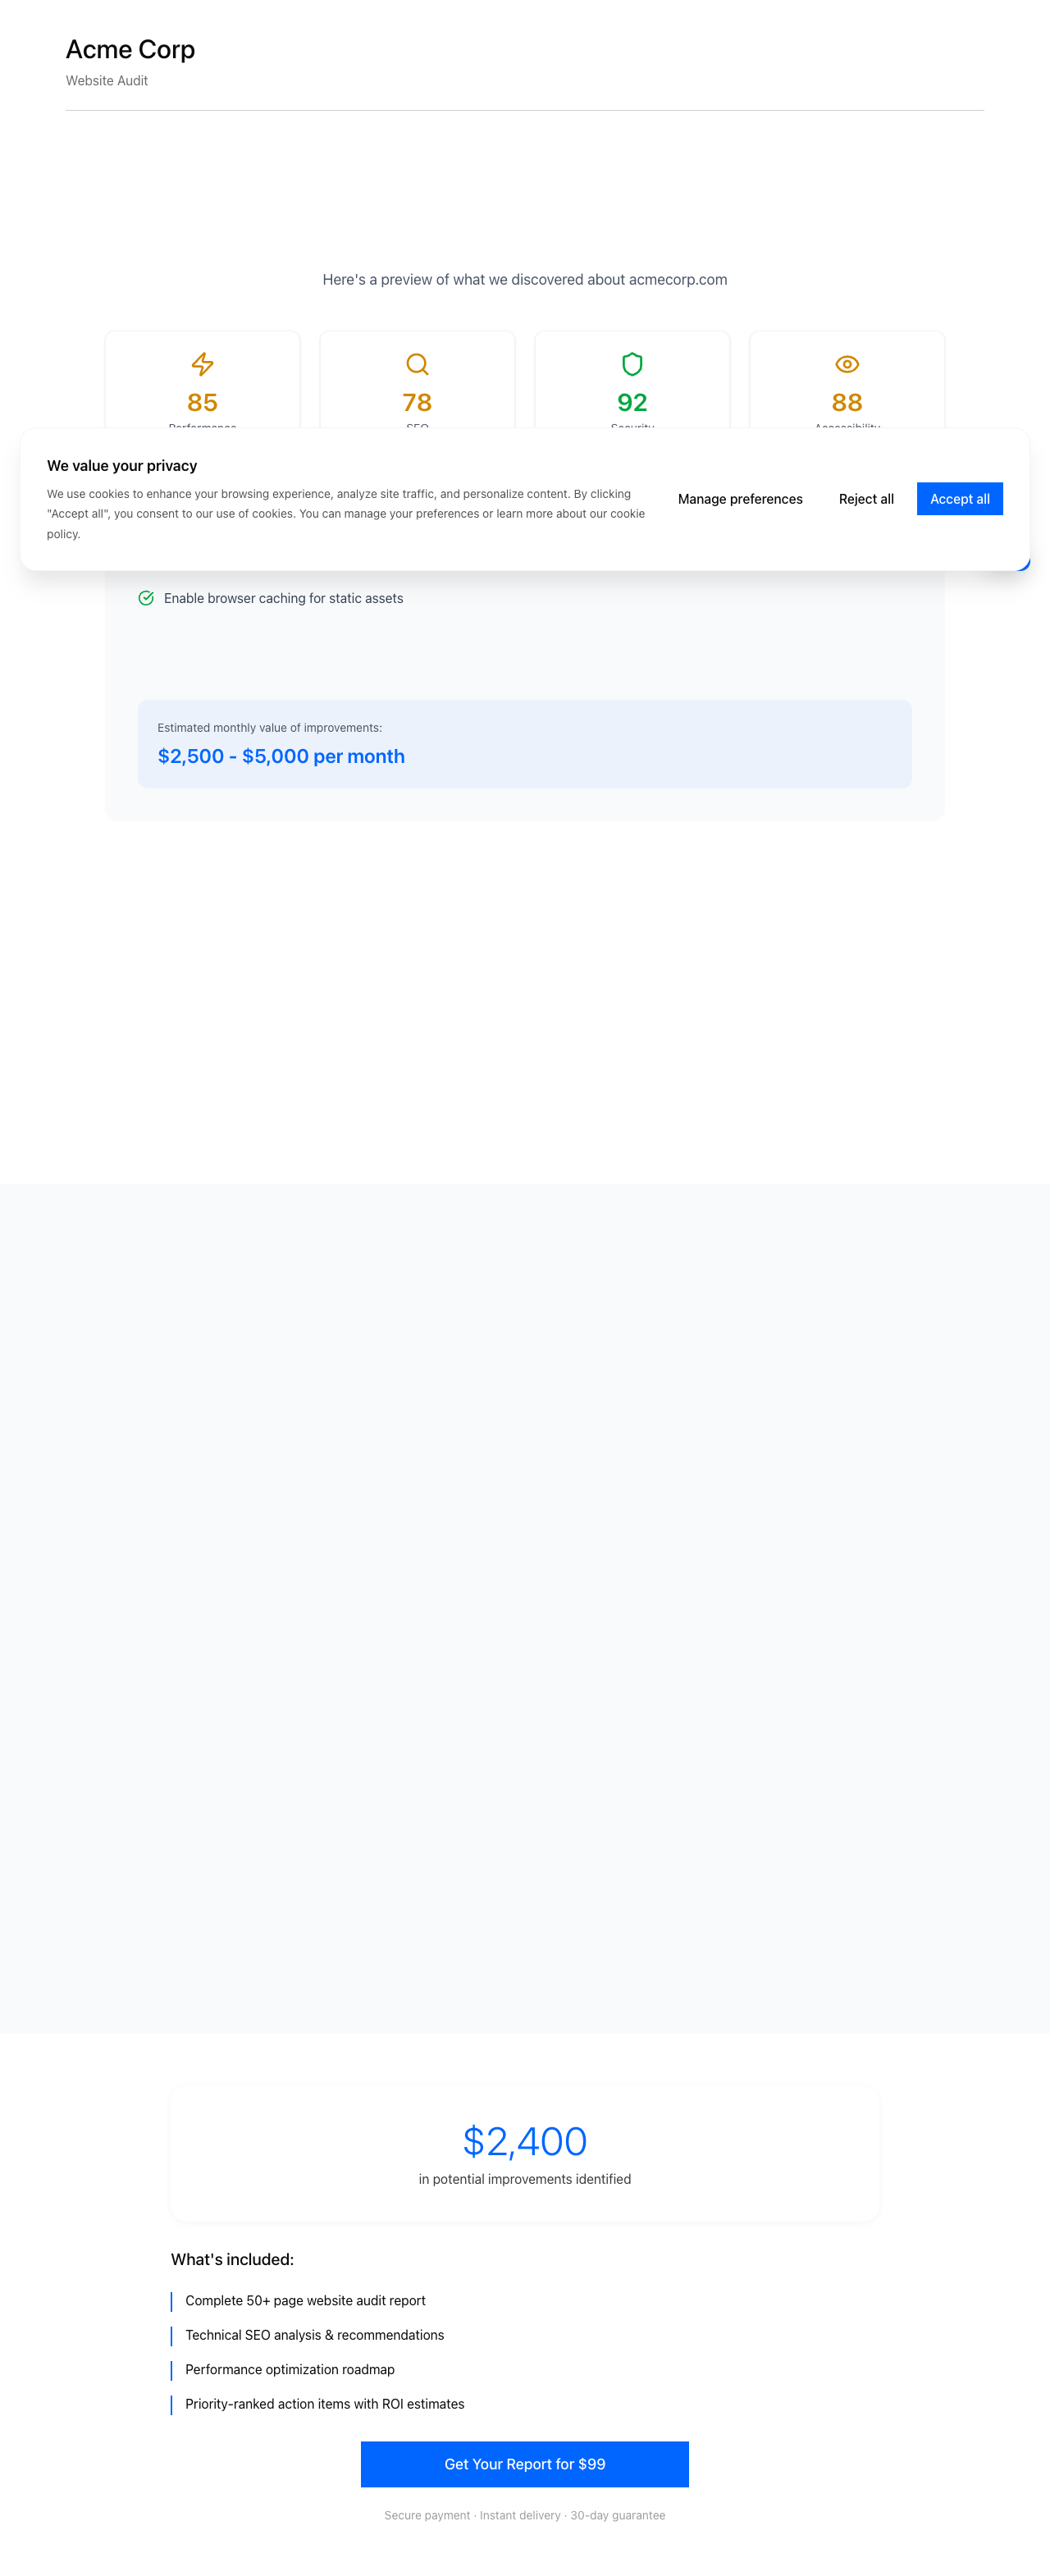 Acme Corp
Website Audit
Here's a preview of what we discovered about acmecorp.com
85
78
92
88
Performance
SEO
Security
Accessibility
We value your privacy
We use cookies to enhance your browsing experience, analyze site traffic, and personalize content. By clicking
"Accept all", you consent to our use of cookies. You can manage your preferences or learn more about our cookie
policy.
Manage preferences
Reject all
Accept all
Enable browser caching for static assets
Estimated monthly value of improvements:
$2,500 - $5,000 per month
$2,400
in potential improvements identified
What's included:
Complete 50+ page website audit report
Technical SEO analysis & recommendations
Performance optimization roadmap
Priority-ranked action items with ROI estimates
Get Your Report for $99
Secure payment · Instant delivery · 30-day guarantee